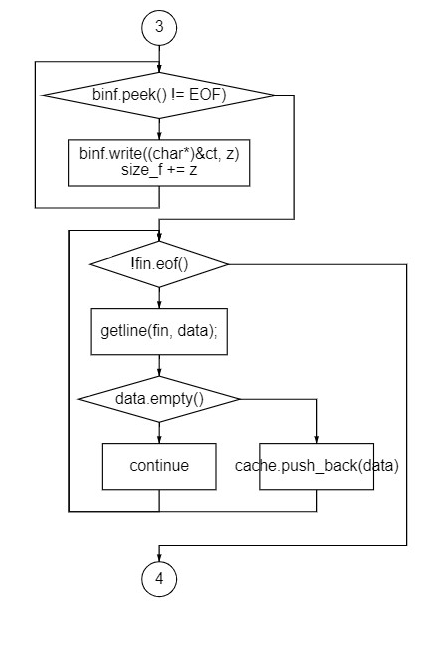 3
binf.peek() != EOF)
binf.write((char*)&ct, z)
size_f += z
!fin.eof()
getline(fin, data);
data.empty()
continue
cache.push_back(data)
4